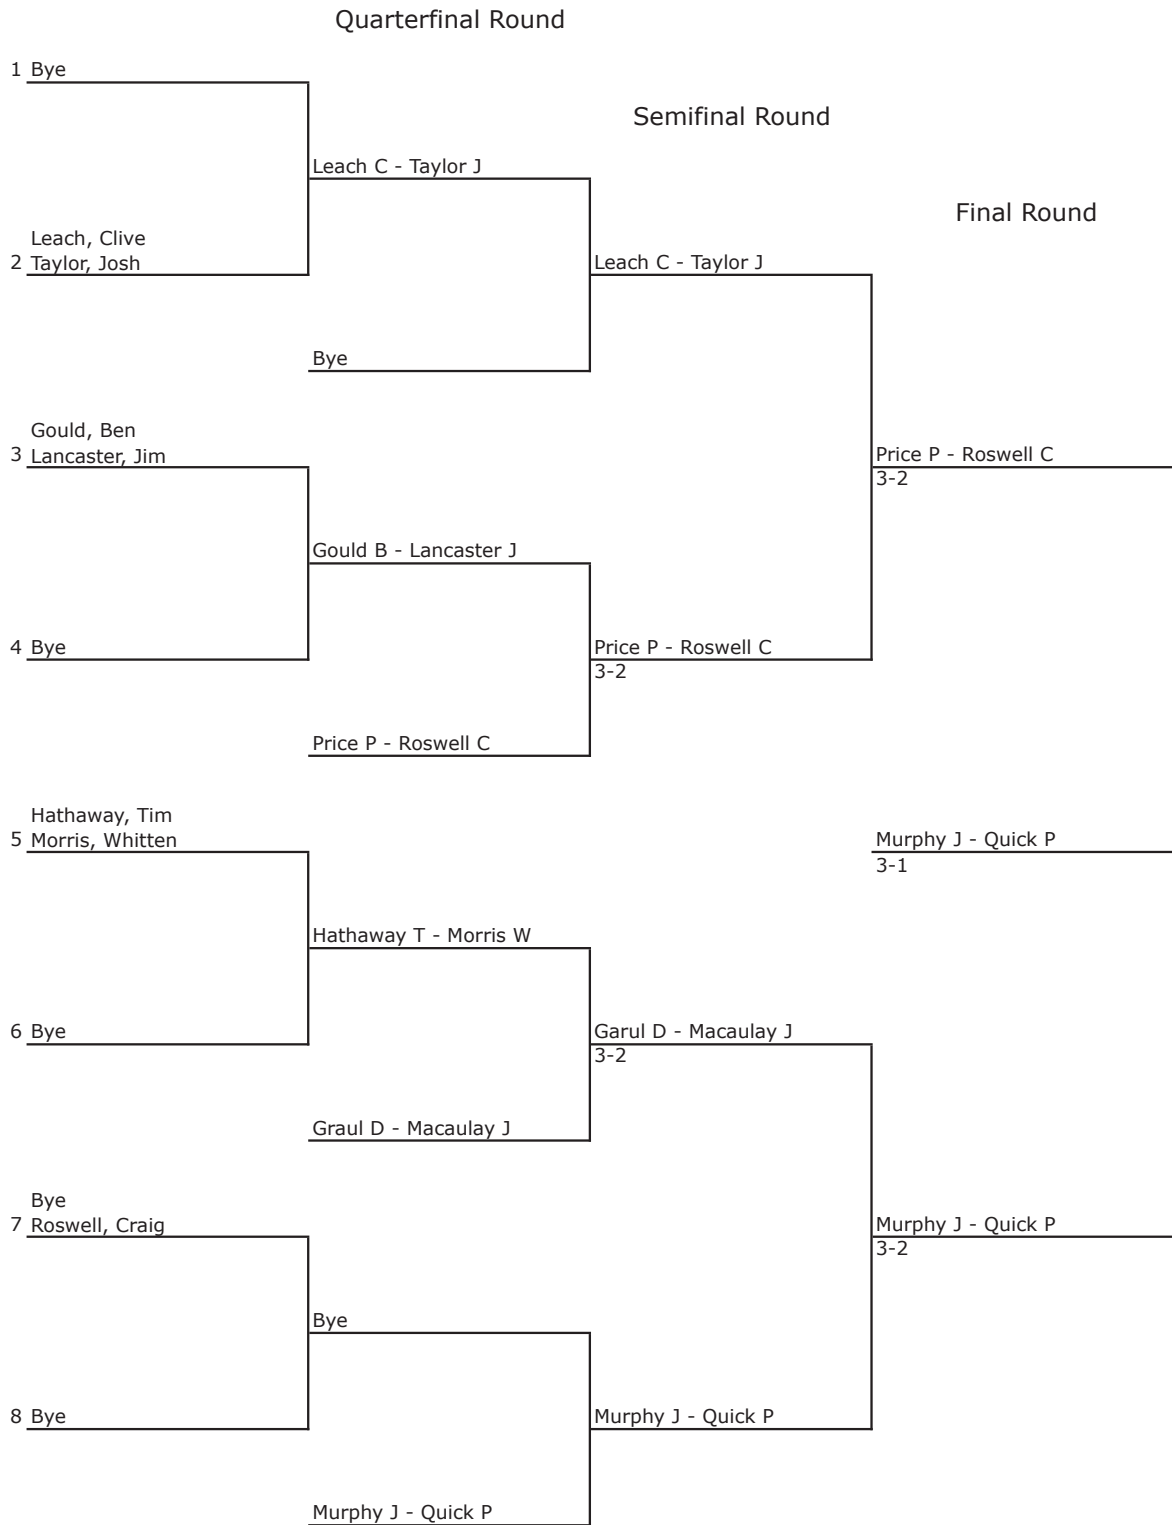 Quarterfinal Round
1 Bye
Semifinal Round
Leach C - Taylor J
Final Round
Leach, Clive
2 Taylor, Josh
Leach C - Taylor J
Bye
Gould, Ben
3 Lancaster, Jim
Price P - Roswell C
3-2
Gould B - Lancaster J
4 Bye
Price P - Roswell C
3-2
Price P - Roswell C
Hathaway, Tim
5 Morris, Whitten
Murphy J - Quick P
3-1
Hathaway T - Morris W
6 Bye
Garul D - Macaulay J
3-2
Graul D - Macaulay J
Bye
7 Roswell, Craig
Murphy J - Quick P
3-2
Bye
8 Bye
Murphy J - Quick P
Murphy J - Quick P